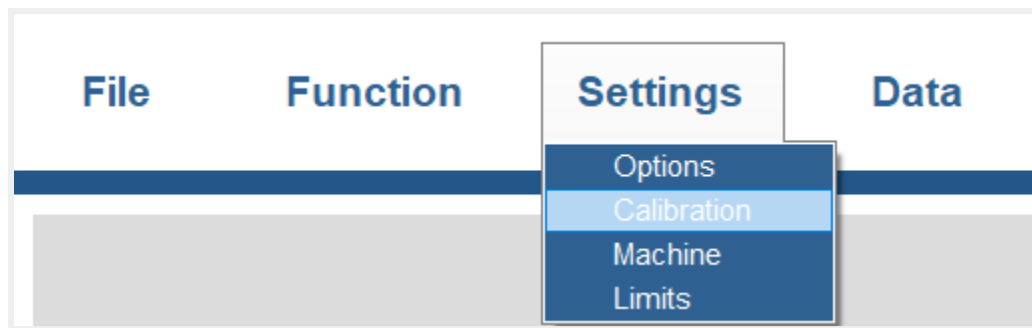 File Function Settings Data
Options
Calibration
Machine
Limits